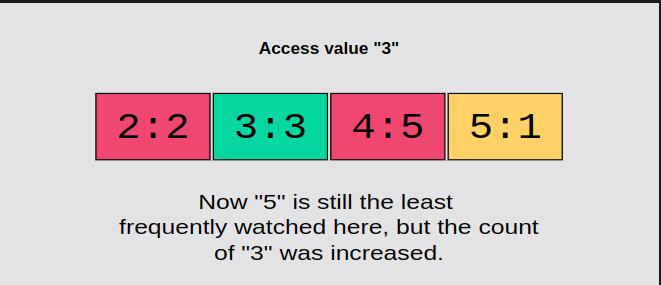 Access value "3"
2:2 3:3 4:5 5:1
Now "5" is still the least
frequently watched here, but the count
of "3" was increased.